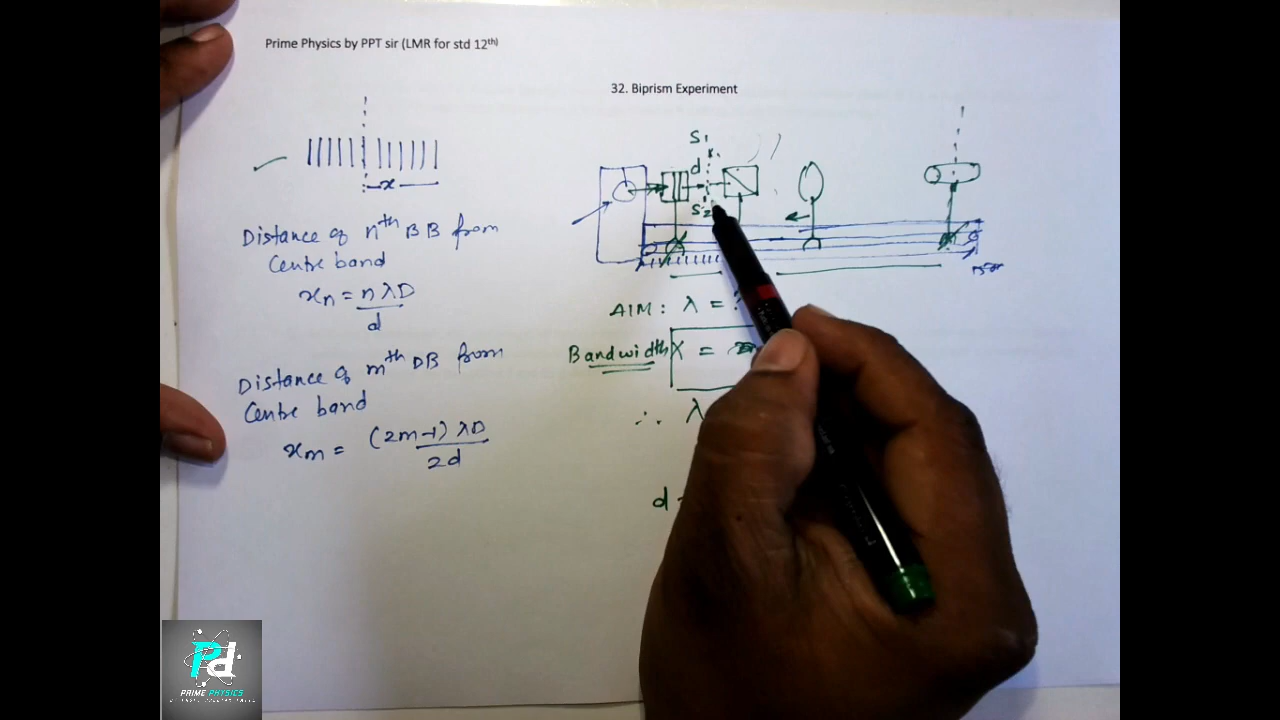 Prime Physics by PPT sir (LMR for std 12th)
32. Biprism Experiment
S1
d
S2
x
Distance of nth BB from
Centre band
xn = nλD
d
Distance of mth DB from
Centre band
xm = (2m-1) λD
2d
AIM: λ = ?
Bandwidth X =
∴ λ
d
Pd
PRIME PHYSICS